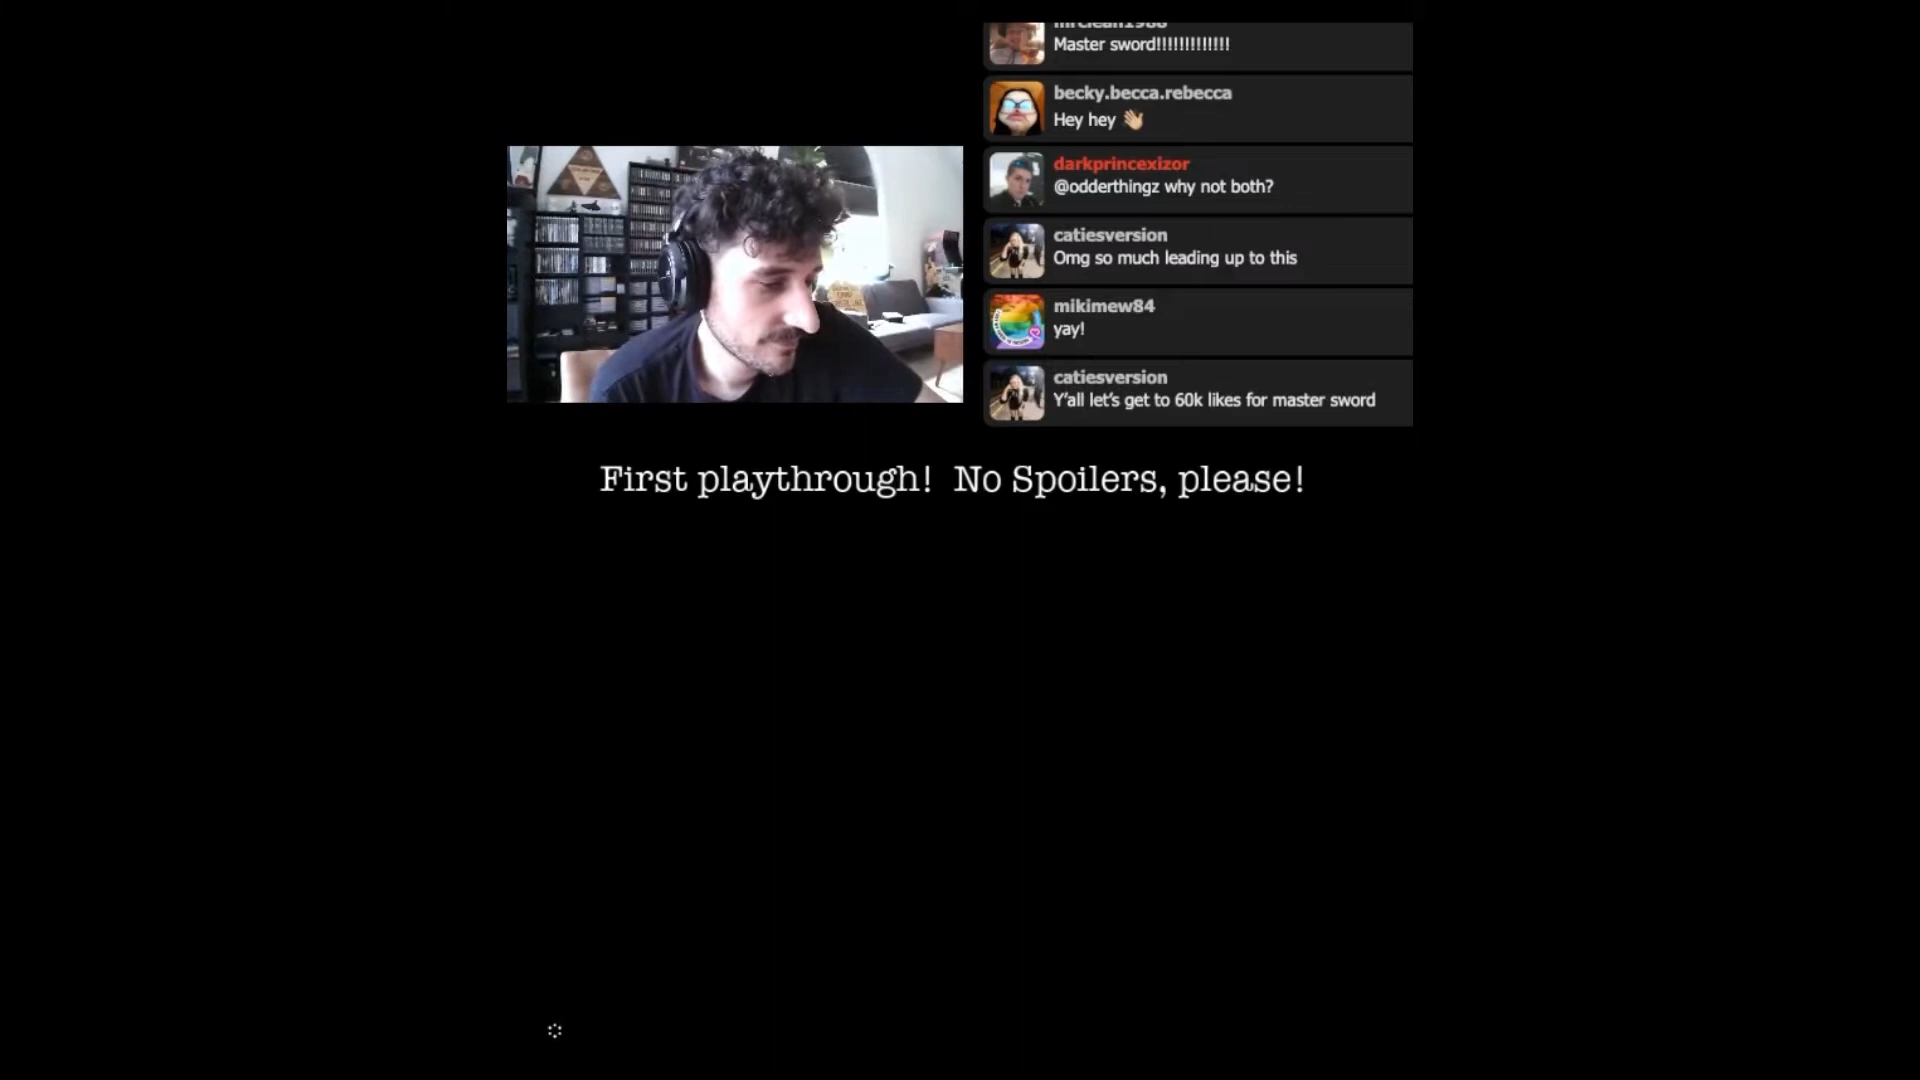 mrclean1988
Master sword!!!!!!!!!!!!!
becky.becca.rebecca
Hey hey 👋🏼
darkprincexizor
@odderthingz why not both?
catiesversion
Omg so much leading up to this
mikimew84
yay!
catiesversion
Y'all let's get to 60k likes for master sword
First playthrough!  No Spoilers, please!